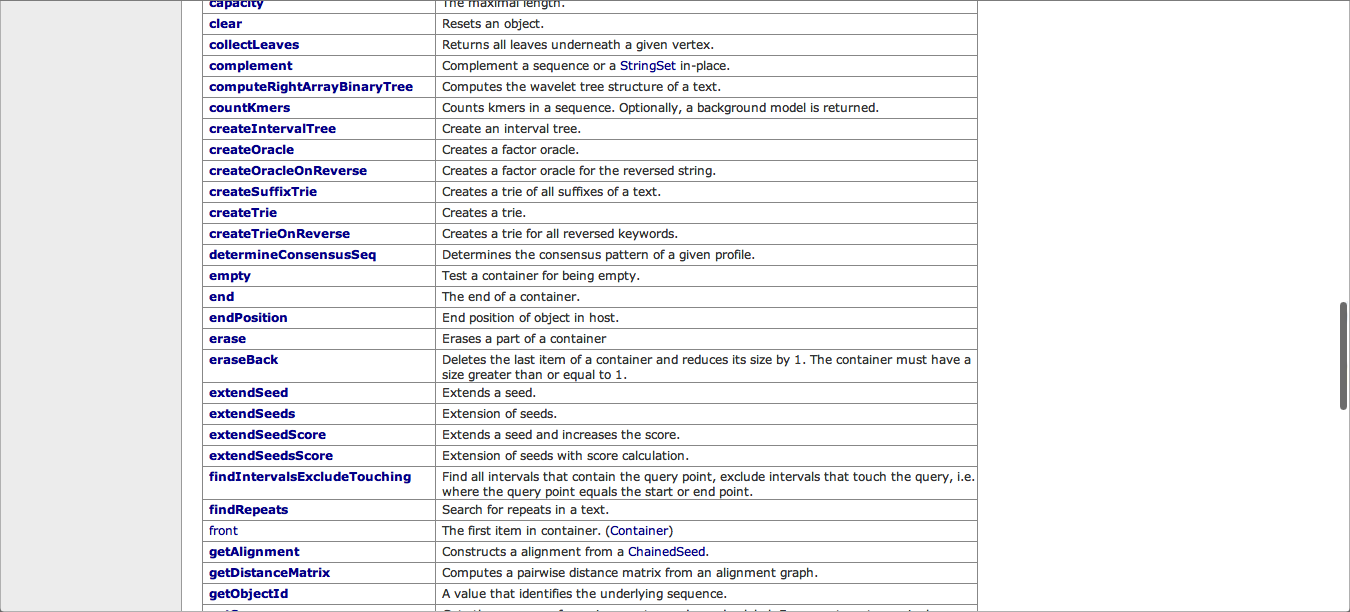 capacity The maximal length.
clear Resets an object.
collectLeaves Returns all leaves underneath a given vertex.
complement Complement a sequence or a StringSet in-place.
computeRightArrayBinaryTree Computes the wavelet tree structure of a text.
countKmers Counts kmers in a sequence. Optionally, a background model is returned.
createIntervalTree Create an interval tree.
createOracle Creates a factor oracle.
createOracleOnReverse Creates a factor oracle for the reversed string.
createSuffixTrie Creates a trie of all suffixes of a text.
createTrie Creates a trie.
createTrieOnReverse Creates a trie for all reversed keywords.
determineConsensusSeq Determines the consensus pattern of a given profile.
empty Test a container for being empty.
end The end of a container.
endPosition End position of object in host.
erase Erases a part of a container
eraseBack Deletes the last item of a container and reduces its size by 1. The container must have a
size greater than or equal to 1.
extendSeed Extends a seed.
extendSeeds Extension of seeds.
extendSeedScore Extends a seed and increases the score.
extendSeedsScore Extension of seeds with score calculation.
findIntervalsExcludeTouching Find all intervals that contain the query point, exclude intervals that touch the query, i.e.
where the query point equals the start or end point.
findRepeats Search for repeats in a text.
front The first item in container. (Container)
getAlignment Constructs a alignment from a ChainedSeed.
getDistanceMatrix Computes a pairwise distance matrix from an alignment graph.
getObjectId A value that identifies the underlying sequence.